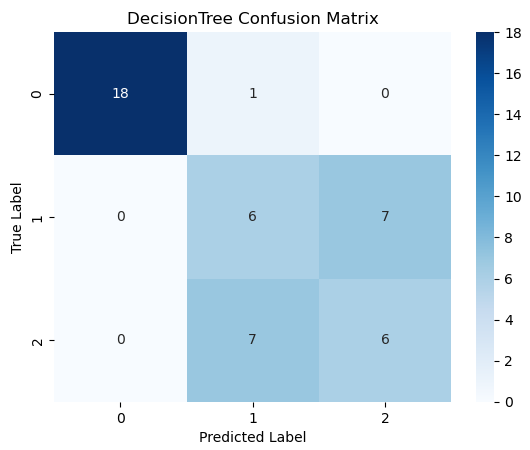 DecisionTree Confusion Matrix
True Label
0
1
2
18 1 0
0 6 7
0 7 6
0 1 2
Predicted Label
18
16
14
12
10
8
6
4
2
0